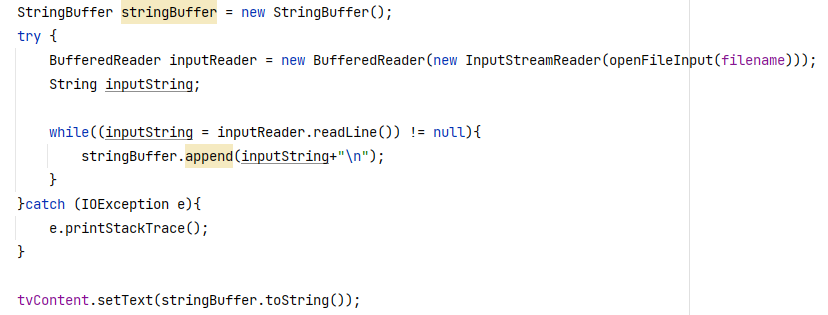 StringBuffer stringBuffer = new StringBuffer();
try {
    BufferedReader inputReader = new BufferedReader(new InputStreamReader(openFileInput(filename)));
    String inputString;

    while((inputString = inputReader.readLine()) != null){
        stringBuffer.append(inputString+"\n");
    }
}catch (IOException e){
    e.printStackTrace();
}

tvContent.setText(stringBuffer.toString());